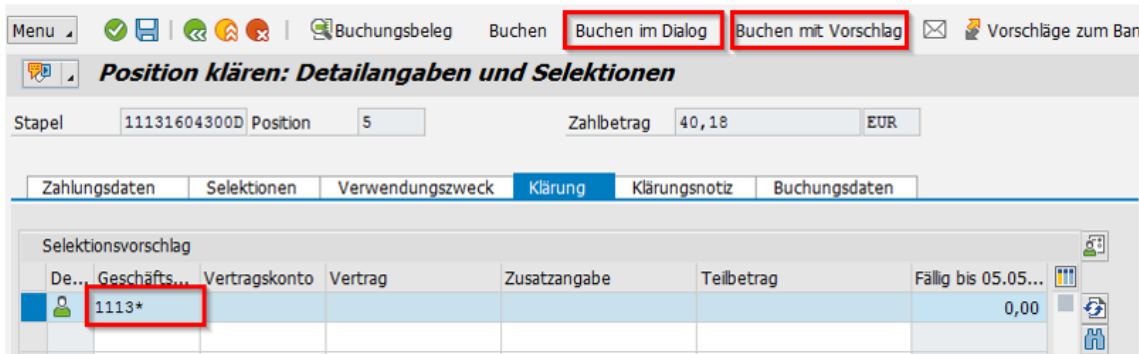 Menu Buchungsbeleg Buchen Buchen im Dialog Buchen mit Vorschlag Vorschläge zum Ban
Position klären: Detailangaben und Selektionen
Stapel 11131604300D Position 5 Zahlbetrag 40,18 EUR
Zahlungsdaten Selektionen Verwendungszweck Klärung Klärungsnotiz Buchungsdaten
Selektionsvorschlag
De... Geschäfts... Vertragskonto Vertrag Zusatzangabe Teilbetrag Fällig bis 05.05...
1113* 0,00